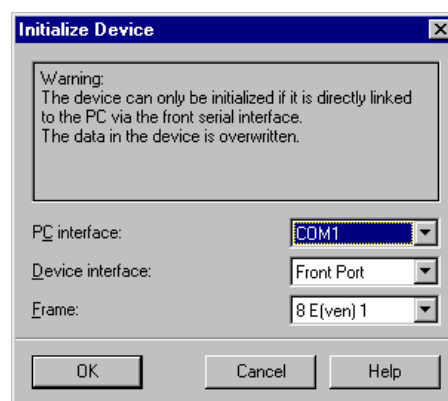 Initialize Device
Warning:
The device can only be initialized if it is directly linked
to the PC via the front serial interface.
The data in the device is overwritten.
PC interface: COM1
Device interface: Front Port
Frame: 8 E(ven) 1
OK Cancel Help